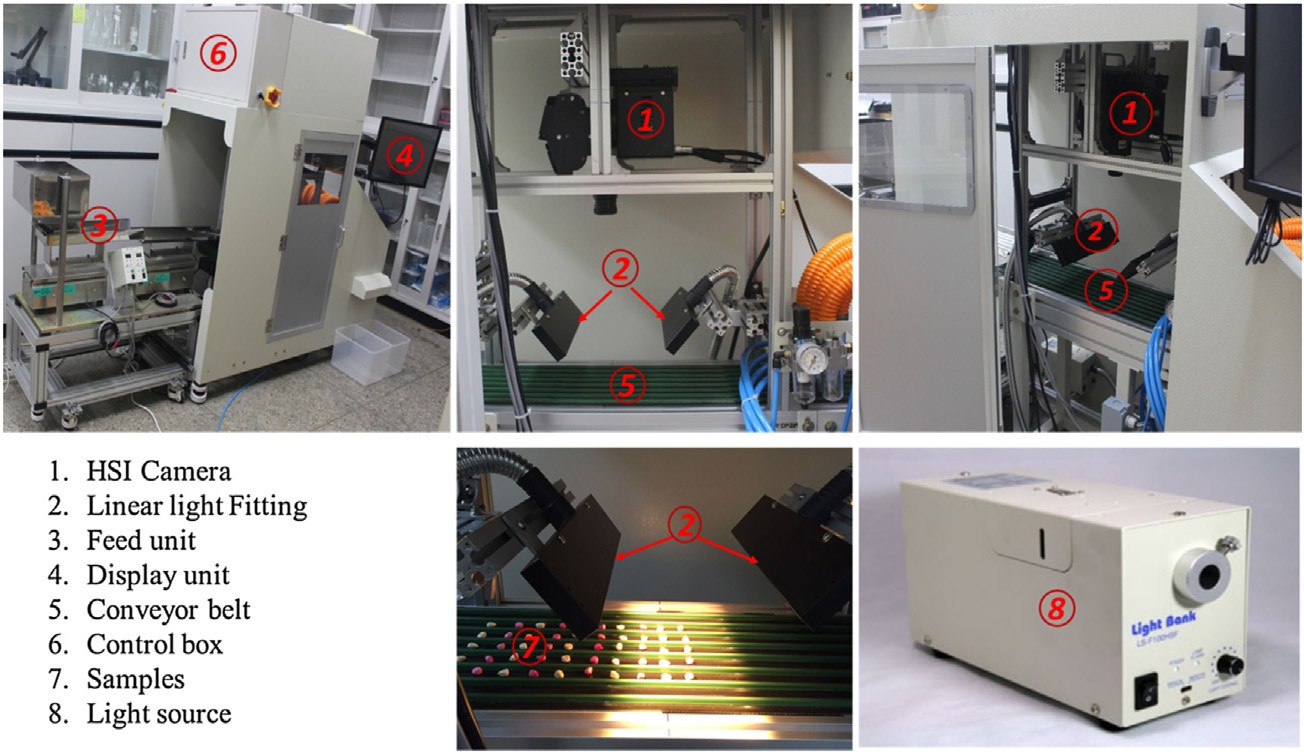 6
4
3
1
2
5
1
2
5
1. HSI Camera
2. Linear light Fitting
3. Feed unit
4. Display unit
5. Conveyor belt
6. Control box
7. Samples
8. Light source
2
7
8
Light Bank
LS-F100HSF